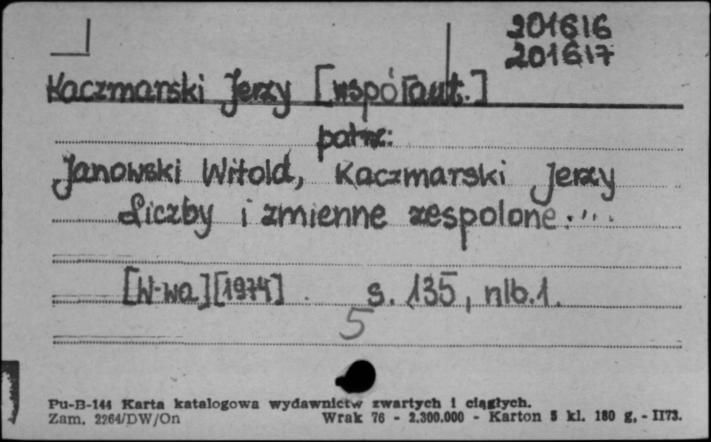 201616
201617
Kaczmarski Jerzy [współaut.]
patrz:
Janowski Witold, Kaczmarski Jerzy
Liczby i zmienne zespolone...
[W-wa][1974] . s. 135, nlb.1.
5
Pu-B-144 Karta katalogowa wydawnictw zwartych i ciągłych.
Zam. 2264/DW/On Wrak 76 - 2.300.000 - Karton 5 kl. 180 g. - II73.